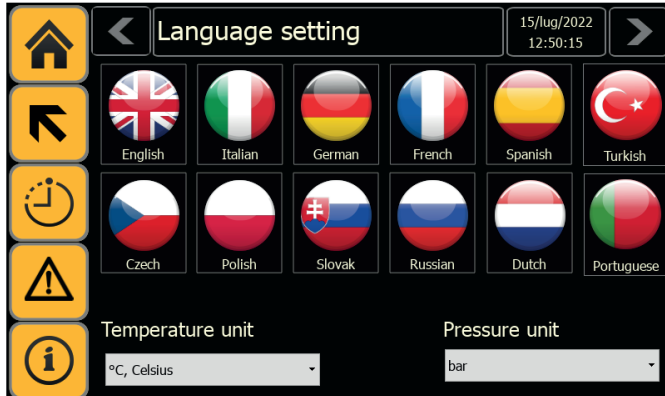 Language setting
15/lug/2022
12:50:15
English
Italian
German
French
Spanish
Turkish
Czech
Polish
Slovak
Russian
Dutch
Portuguese
Temperature unit
Pressure unit
°C, Celsius
bar